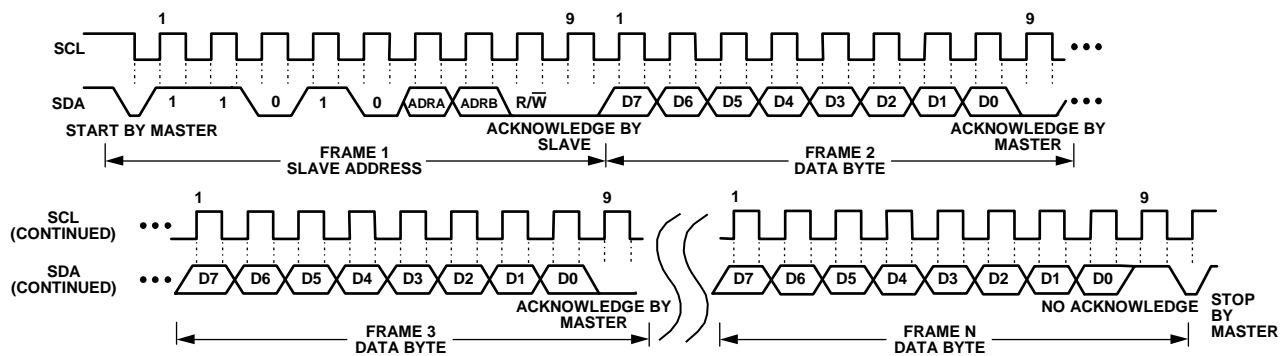 1 9 1 9
SCL
SDA 1 1 0 1 0 ADRA ADRB R/W̅ D7 D6 D5 D4 D3 D2 D1 D0
START BY MASTER
ACKNOWLEDGE BY
SLAVE
ACKNOWLEDGE BY
MASTER
FRAME 1
SLAVE ADDRESS
FRAME 2
DATA BYTE
1 9 1 9
SCL
(CONTINUED)
SDA
(CONTINUED)
D7 D6 D5 D4 D3 D2 D1 D0 D7 D6 D5 D4 D3 D2 D1 D0
ACKNOWLEDGE BY
MASTER
NO ACKNOWLEDGE
STOP
BY
MASTER
FRAME 3
DATA BYTE
FRAME N
DATA BYTE